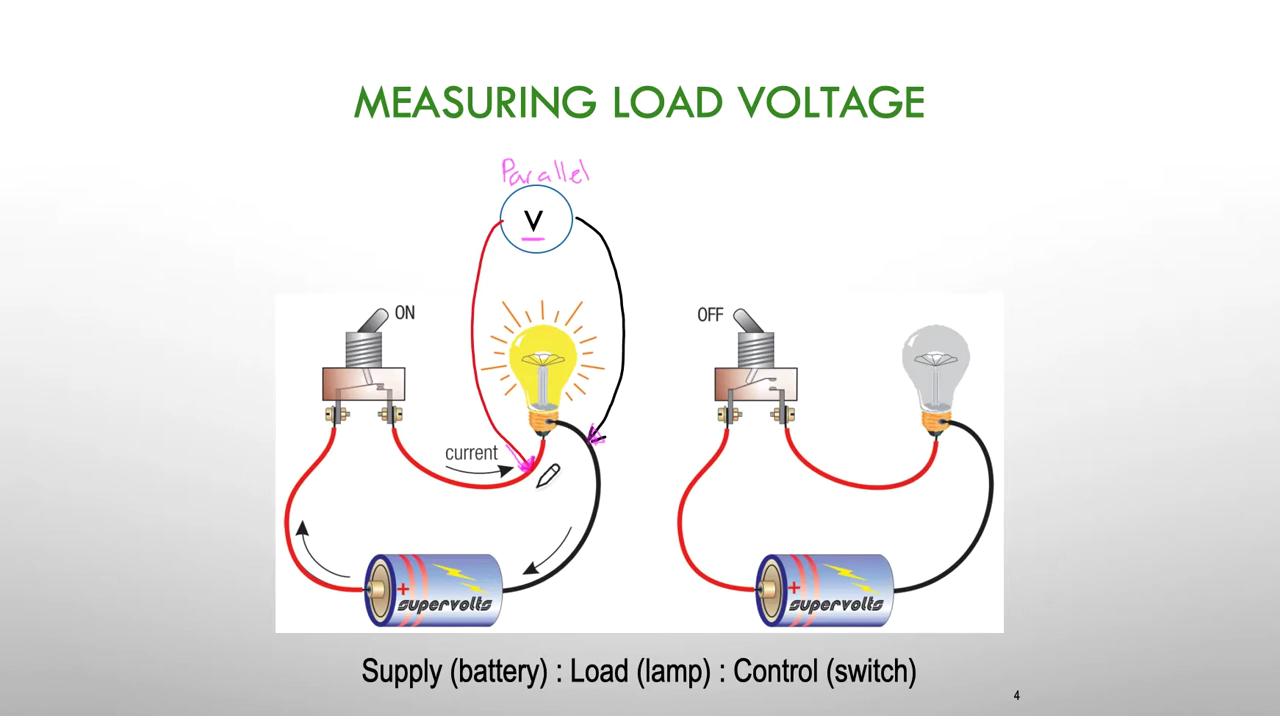 MEASURING LOAD VOLTAGE
Parallel
V
ON
OFF
current
+
supervolts
+
supervolts
Supply (battery) : Load (lamp) : Control (switch)
4